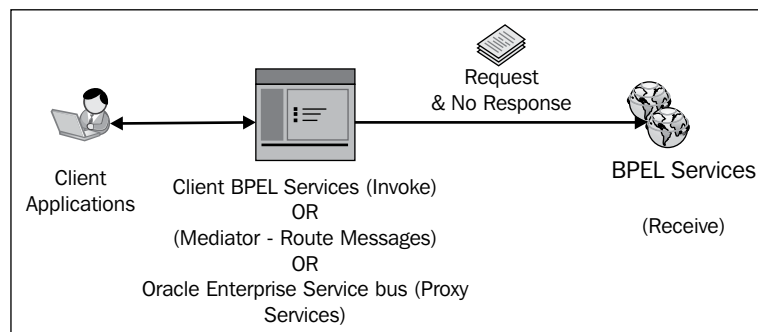 Request
& No Response
Client
Applications
Client BPEL Services (Invoke)
OR
(Mediator - Route Messages)
OR
Oracle Enterprise Service bus (Proxy
Services)
BPEL Services
(Receive)